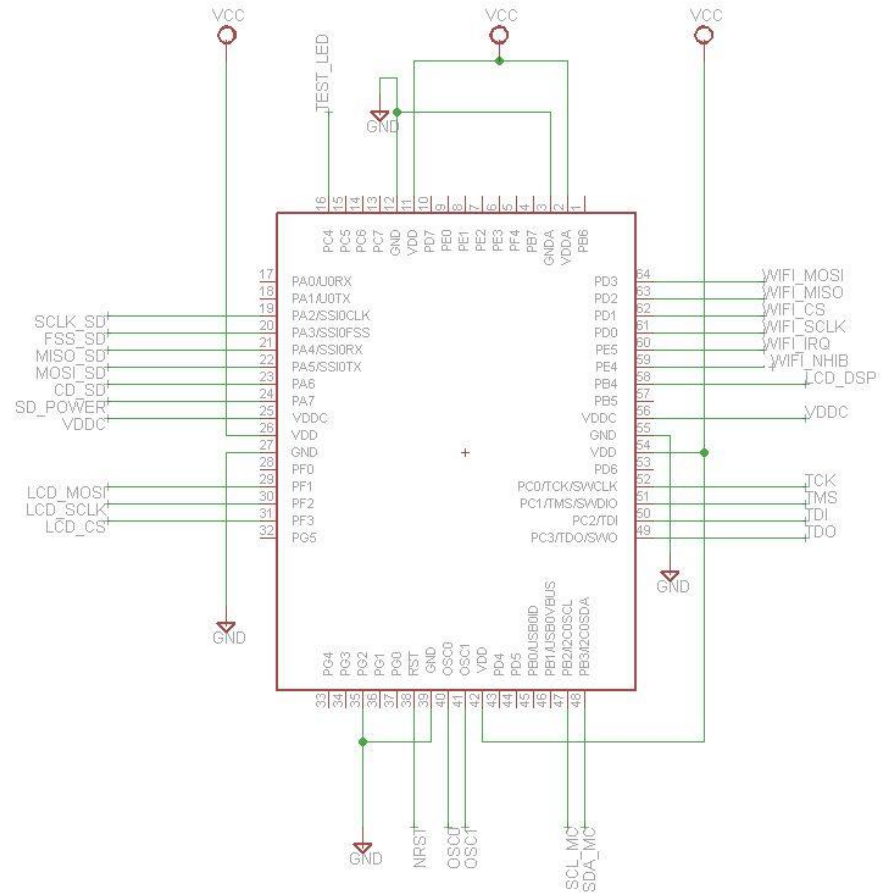 VCC
VCC
VCC
TEST_LED
GND
16 15 14 13 12 11 10 9 8 7 6 5 4 3 2 1
PC4 PC5 PC6 PC7 GND VDD PD7 PE0 PE1 PE2 PE3 PF4 PB7 GNDA VDDA PB6
17 PA0/U0RX
18 PA1/U0TX
SCLK_SD 19 PA2/SSI0CLK
FSS_SD 20 PA3/SSI0FSS
MISO_SD 21 PA4/SSI0RX
MOSI_SD 22 PA5/SSI0TX
CD_SD 23 PA6
SD_POWER 24 PA7
VDDC 25 VDDC
26 VDD
27 GND
28 PF0
LCD_MOSI 29 PF1
LCD_SCLK 30 PF2
LCD_CS 31 PF3
32 PG5
GND
PD3 64 WIFI_MOSI
PD2 63 WIFI_MISO
PD1 62 WIFI_CS
PD0 61 WIFI_SCLK
PE5 60 WIFI_IRQ
PE4 59 WIFI_NHIB
PB4 58 LCD_DSP
PB5 57
VDDC 56 VDDC
GND 55
VDD 54
PD6 53
PC0/TCK/SWCLK 52 TCK
PC1/TMS/SWDIO 51 TMS
PC2/TDI 50 TDI
PC3/TDO/SWO 49 TDO
GND
PG4 PG3 PG2 PG1 PG0 RST GND OSC0 OSC1 VDD PD4 PD5 PB0/USB0ID PB1/USB0VBUS PB2/I2C0SCL PB3/I2C0SDA
33 34 35 36 37 38 39 40 41 42 43 44 45 46 47 48
GND
NRST
OSC0
OSC1
SCL_MC
SDA_MC